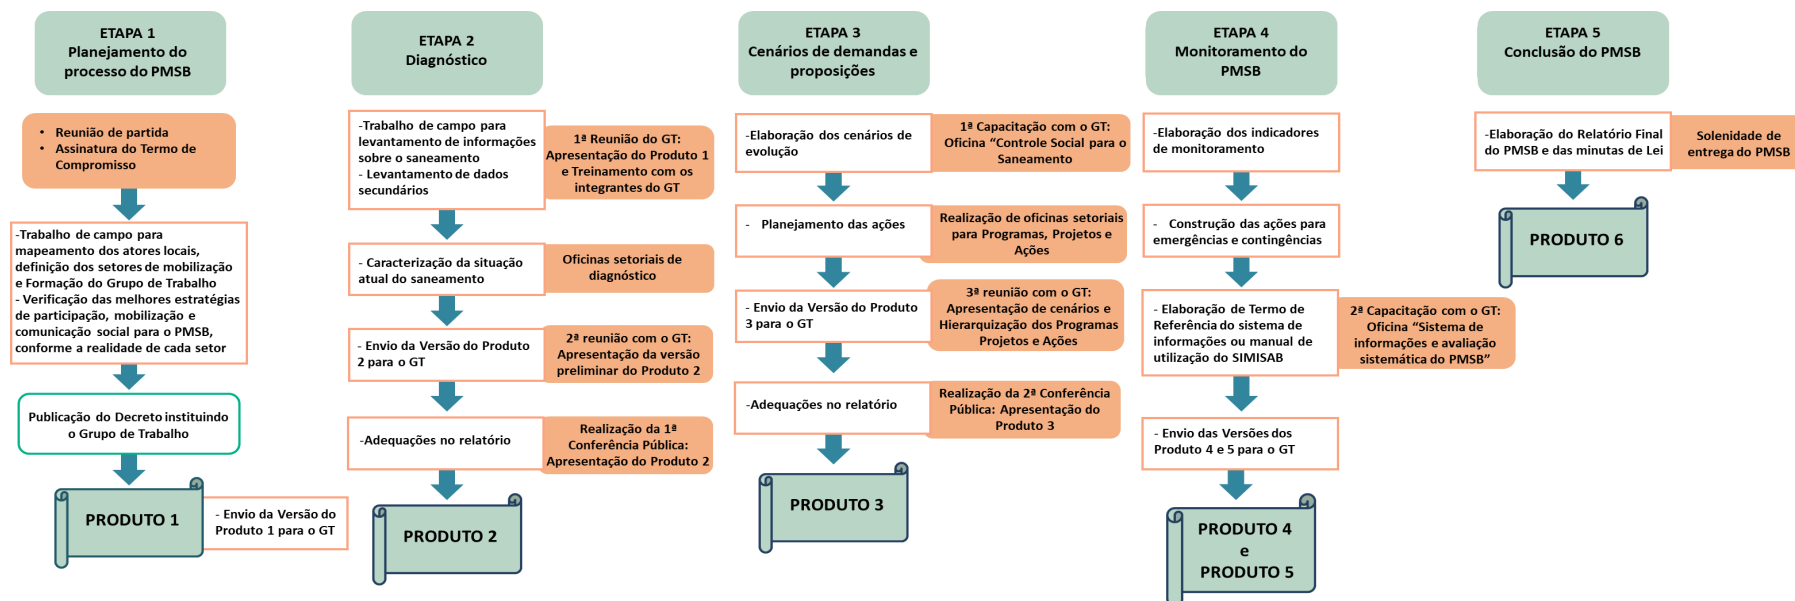 ETAPA 1
Planejamento do
processo do PMSB
• Reunião de partida
• Assinatura do Termo de
Compromisso
-Trabalho de campo para
mapeamento dos atores locais,
definição dos setores de mobilização
e Formação do Grupo de Trabalho
- Verificação das melhores estratégias
de participação, mobilização e
comunicação social para o PMSB,
conforme a realidade de cada setor
Publicação do Decreto instituindo
o Grupo de Trabalho
PRODUTO 1
- Envio da Versão do
Produto 1 para o GT
ETAPA 2
Diagnóstico
-Trabalho de campo para
levantamento de informações
sobre o saneamento
- Levantamento de dados
secundários
1ª Reunião do GT:
Apresentação do Produto 1
e Treinamento com os
integrantes do GT
- Caracterização da situação
atual do saneamento
Oficinas setoriais de
diagnóstico
- Envio da Versão do Produto
2 para o GT
2ª reunião com o GT:
Apresentação da versão
preliminar do Produto 2
-Adequações no relatório
Realização da 1ª
Conferência Pública:
Apresentação do Produto 2
PRODUTO 2
ETAPA 3
Cenários de demandas e
proposições
-Elaboração dos cenários de
evolução
1ª Capacitação com o GT:
Oficina “Controle Social para o
Saneamento
- Planejamento das ações
Realização de oficinas setoriais
para Programas, Projetos e
Ações
- Envio da Versão do Produto
3 para o GT
3ª reunião com o GT:
Apresentação de cenários e
Hierarquização dos Programas
Projetos e Ações
-Adequações no relatório
Realização da 2ª Conferência
Pública: Apresentação do
Produto 3
PRODUTO 3
ETAPA 4
Monitoramento do
PMSB
-Elaboração dos indicadores
de monitoramento
- Construção das ações para
emergências e contingências
- Elaboração de Termo de
Referência do sistema de
informações ou manual de
utilização do SIMISAB
2ª Capacitação com o GT:
Oficina “Sistema de
informações e avaliação
sistemática do PMSB”
- Envio das Versões dos
Produto 4 e 5 para o GT
PRODUTO 4
e
PRODUTO 5
ETAPA 5
Conclusão do PMSB
-Elaboração do Relatório Final
do PMSB e das minutas de Lei
Solenidade de
entrega do PMSB
PRODUTO 6